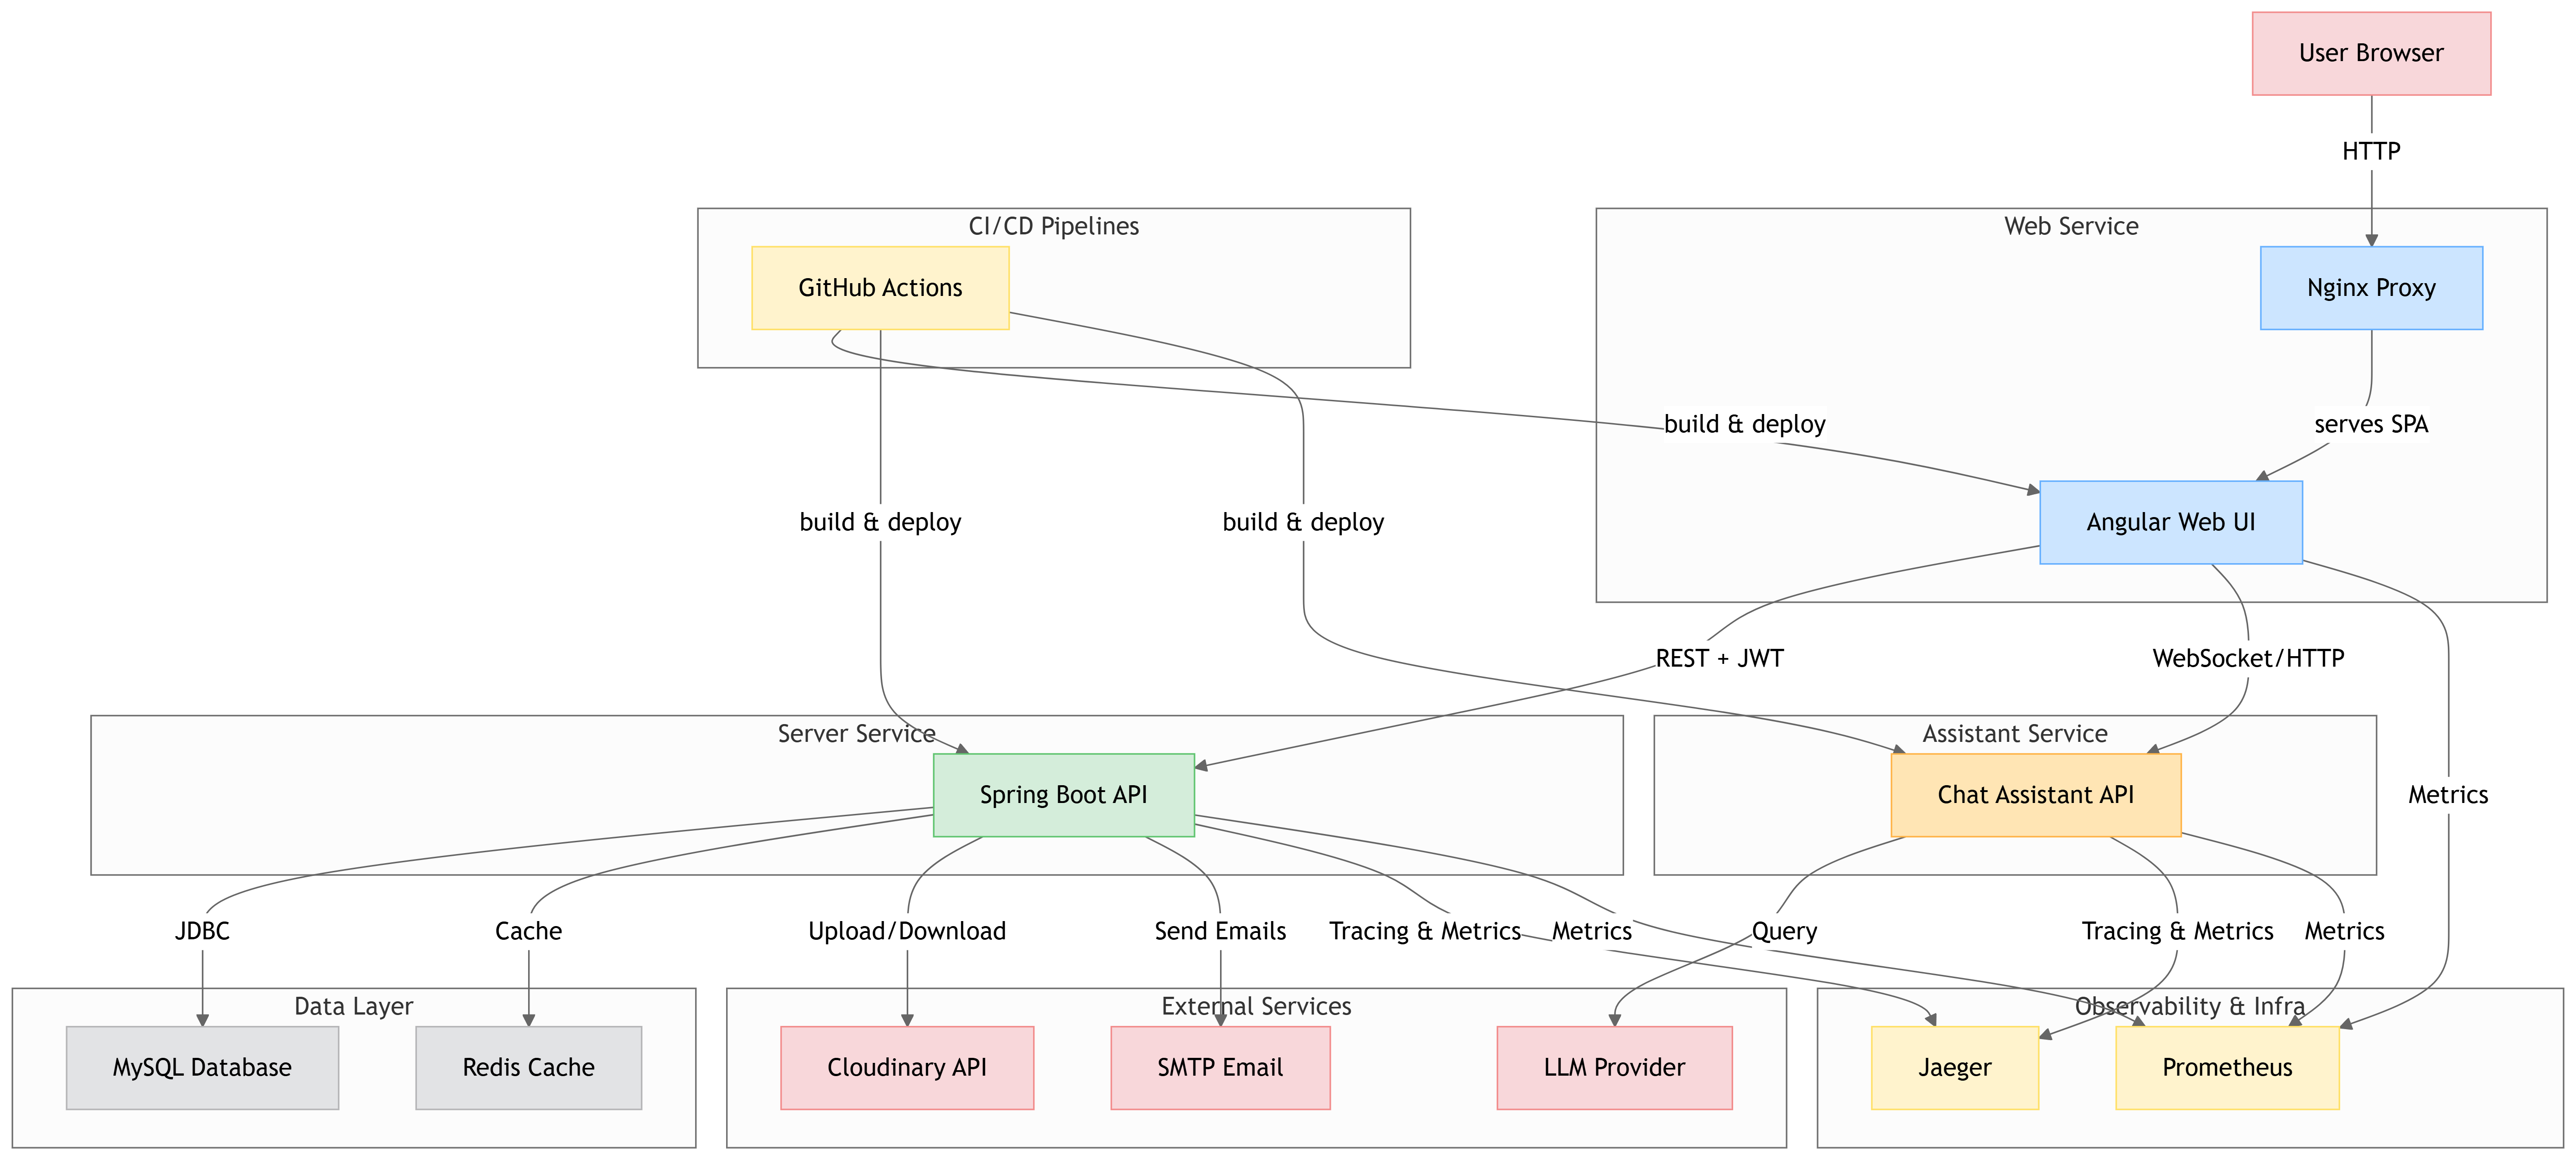 User Browser
HTTP
CI/CD Pipelines
Web Service
GitHub Actions
Nginx Proxy
build & deploy
serves SPA
build & deploy
build & deploy
Angular Web UI
REST + JWT
WebSocket/HTTP
Server Service
Assistant Service
Spring Boot API
Chat Assistant API
Metrics
JDBC
Cache
Upload/Download
Send Emails
Tracing & Metrics
Metrics
Query
Tracing & Metrics
Metrics
Data Layer
External Services
Observability & Infra
MySQL Database
Redis Cache
Cloudinary API
SMTP Email
LLM Provider
Jaeger
Prometheus